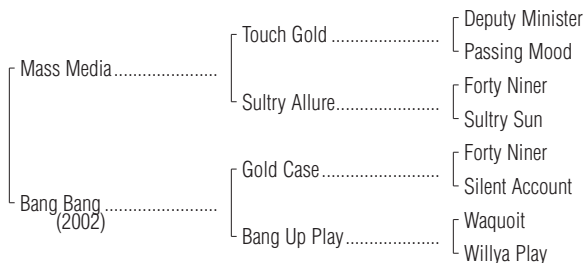 Deputy Minister
Touch Gold ........................
Passing Mood
Mass Media.......................
Forty Niner
Sultry Allure.......................
Sultry Sun
Forty Niner
Gold Case..........................
Silent Account
Bang Bang .........................
(2002)
Waquoit
Bang Up Play.....................
Willya Play